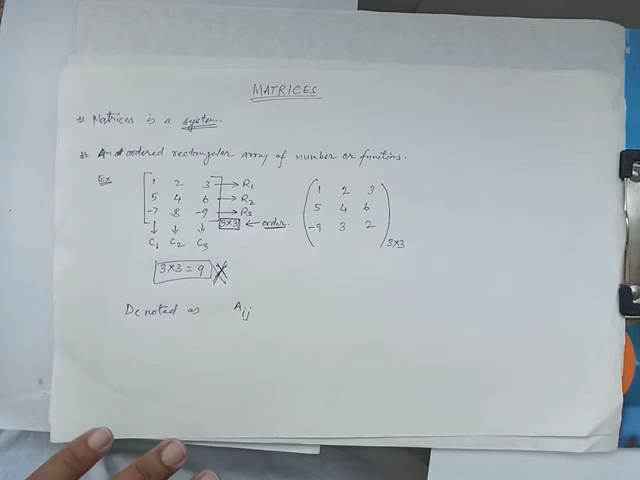 MATRICES
# Matrices is a system.
# An ordered rectangular array of number or functins.
Ex
1 2 3 → R1
5 4 6 → R2
-7 8 -9 → R3
3×3 ← order.
↓ ↓ ↓
C1 C2 C3
1 2 3
5 4 6
-9 3 2
3×3
3×3 = 9 X
Denoted as Aij